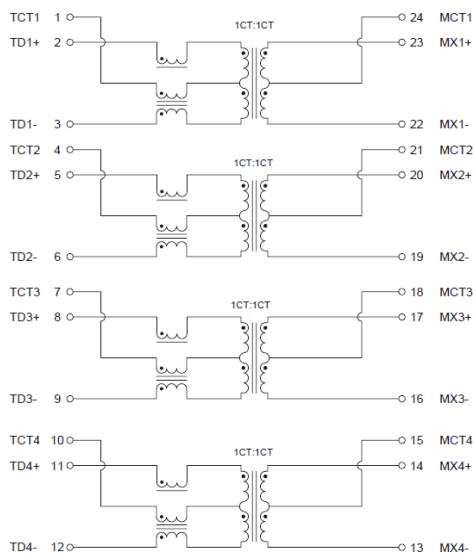 TCT1 1 24 MCT1
1CT:1CT
TD1+ 2 23 MX1+
TD1- 3 22 MX1-
TCT2 4 21 MCT2
1CT:1CT
TD2+ 5 20 MX2+
TD2- 6 19 MX2-
TCT3 7 18 MCT3
1CT:1CT
TD3+ 8 17 MX3+
TD3- 9 16 MX3-
TCT4 10 15 MCT4
1CT:1CT
TD4+ 11 14 MX4+
TD4- 12 13 MX4-